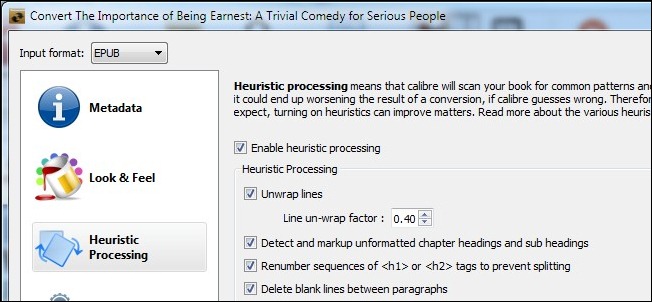 Convert The Importance of Being Earnest: A Trivial Comedy for Serious People
Input format: EPUB
Metadata
Look & Feel
Heuristic
Processing
Heuristic processing means that calibre will scan your book for common patterns and
it could end up worsening the result of a conversion, if calibre guesses wrong. Therefor
expect, turning on heuristics can improve matters. Read more about the various heuris
Enable heuristic processing
Heuristic Processing
Unwrap lines
Line un-wrap factor : 0.40
Detect and markup unformatted chapter headings and sub headings
Renumber sequences of <h1> or <h2> tags to prevent splitting
Delete blank lines between paragraphs